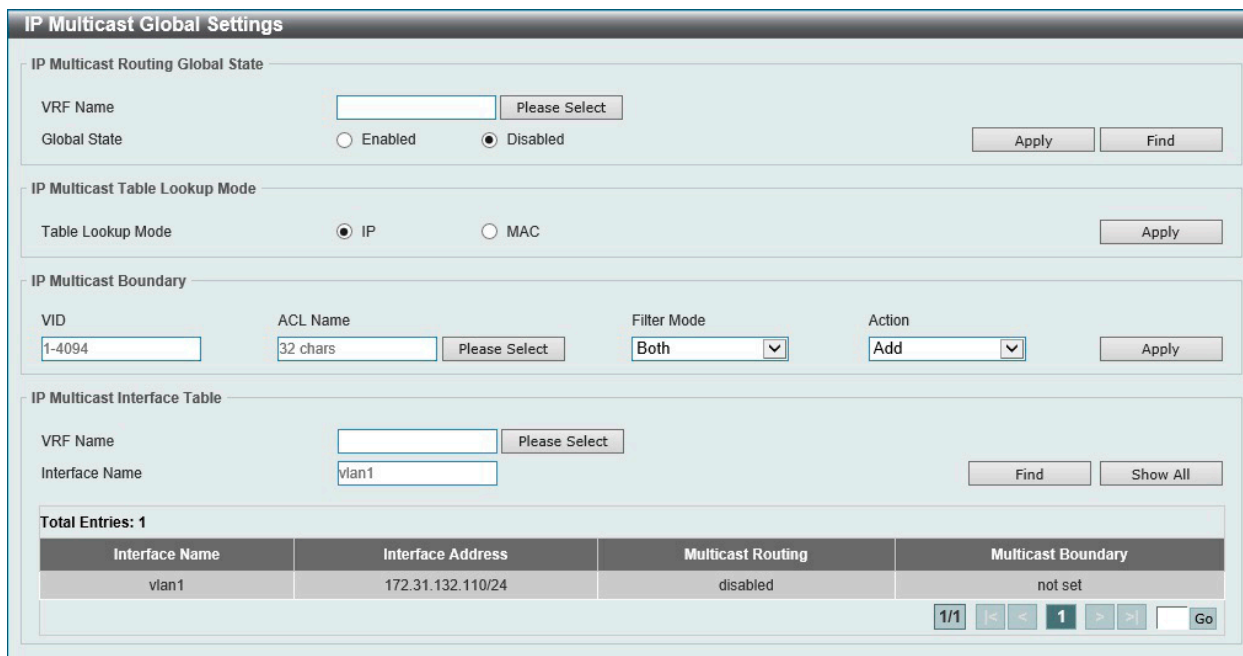 IP Multicast Global Settings
IP Multicast Routing Global State
VRF Name Please Select
Global State Enabled Disabled Apply Find
IP Multicast Table Lookup Mode
Table Lookup Mode IP MAC Apply
IP Multicast Boundary
VID ACL Name Filter Mode Action
1-4094 32 chars Please Select Both Add Apply
IP Multicast Interface Table
VRF Name Please Select
Interface Name vlan1 Find Show All
Total Entries: 1
Interface Name Interface Address Multicast Routing Multicast Boundary
vlan1 172.31.132.110/24 disabled not set
1/1 |< < 1 > >| Go